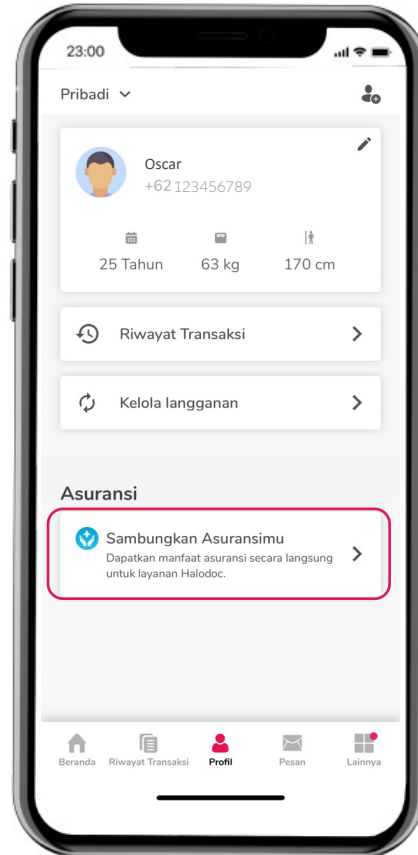 23:00
Pribadi
Oscar
+62 123456789
25 Tahun
63 kg
170 cm
Riwayat Transaksi
Kelola langganan
Asuransi
Sambungkan Asuransimu
Dapatkan manfaat asuransi secara langsung
untuk layanan Halodoc.
Beranda
Riwayat Transaksi
Profil
Pesan
Lainnya